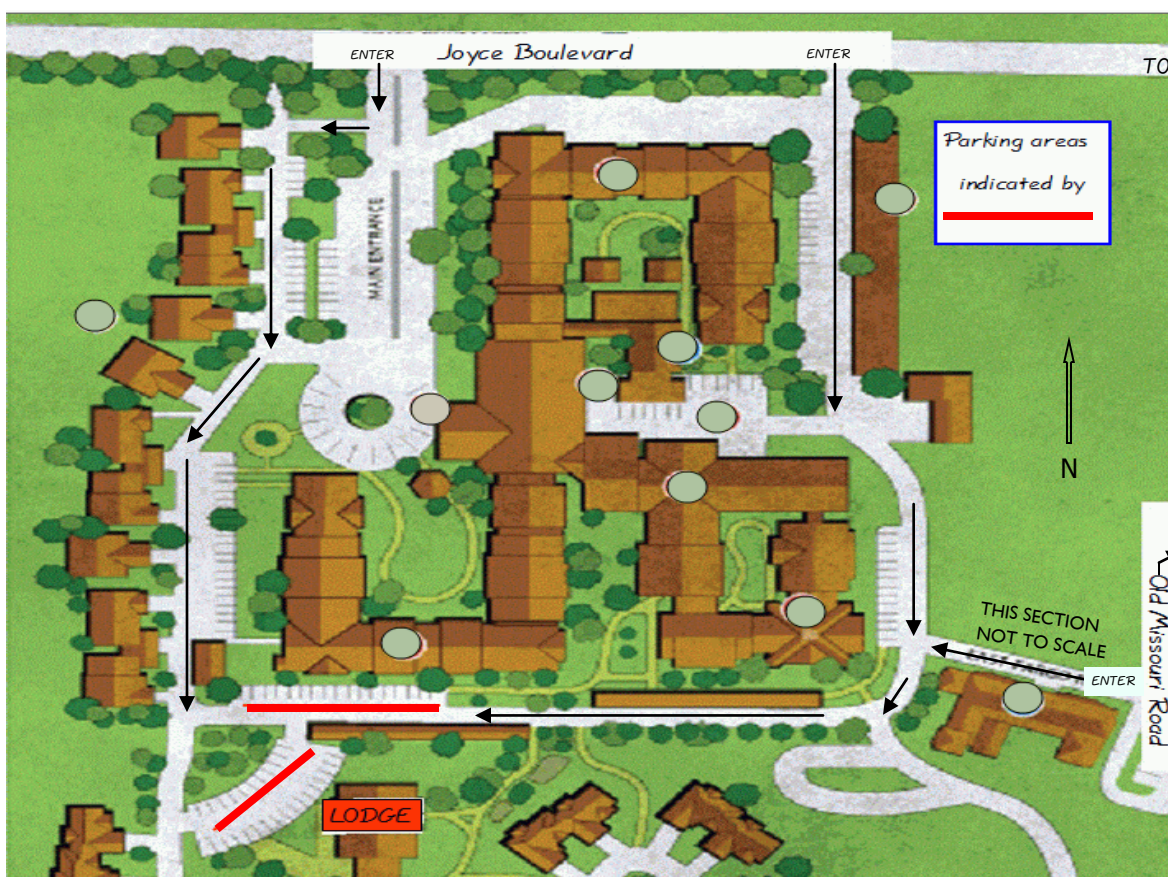 ENTER
Joyce Boulevard
ENTER
TO
Parking areas
indicated by
MAIN ENTRANCE
N
THIS SECTION
NOT TO SCALE
ENTER
Old Missouri Road
LODGE